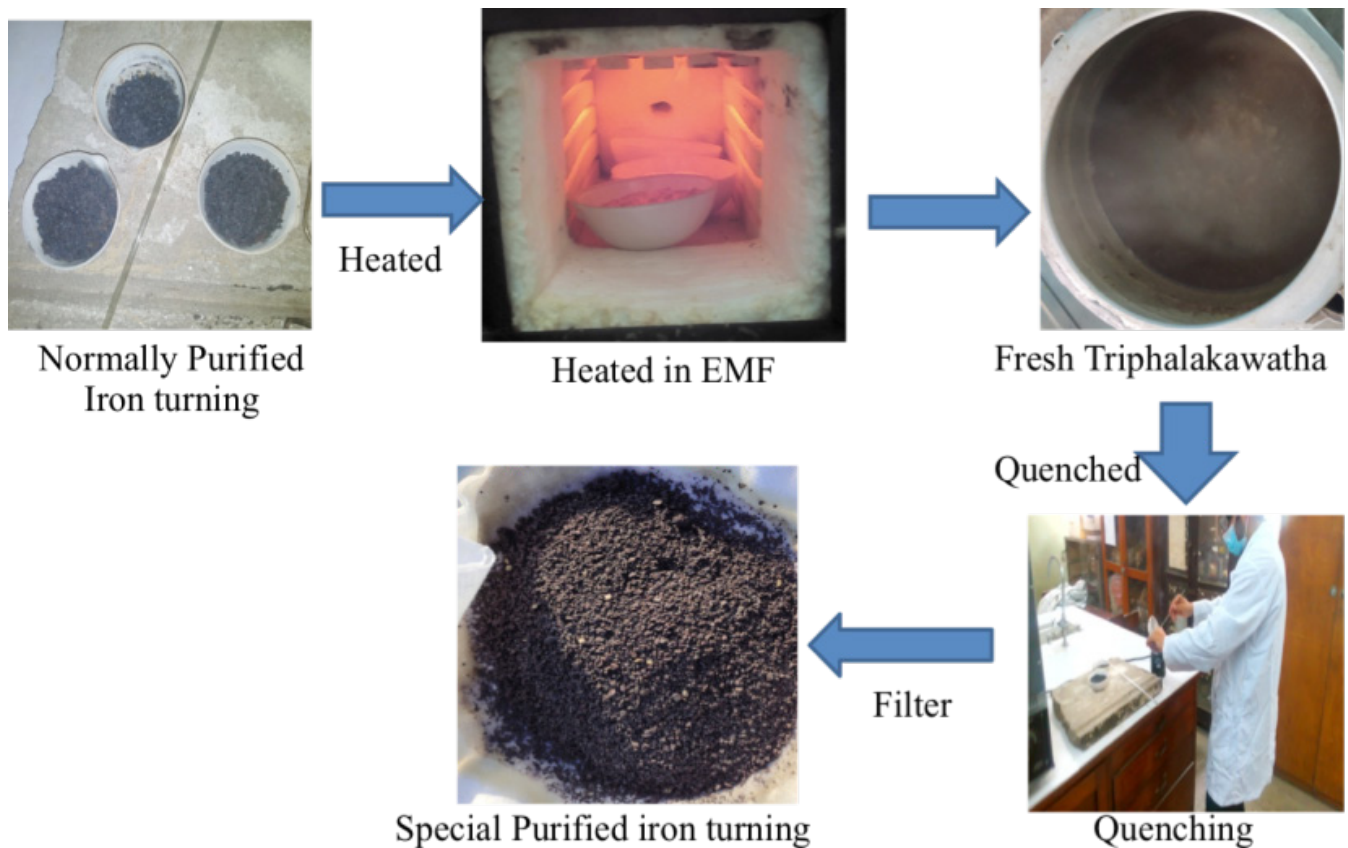 Heated
Normally Purified
Iron turning
Heated in EMF
Fresh Triphalakawatha
Quenched
Filter
Special Purified iron turning
Quenching